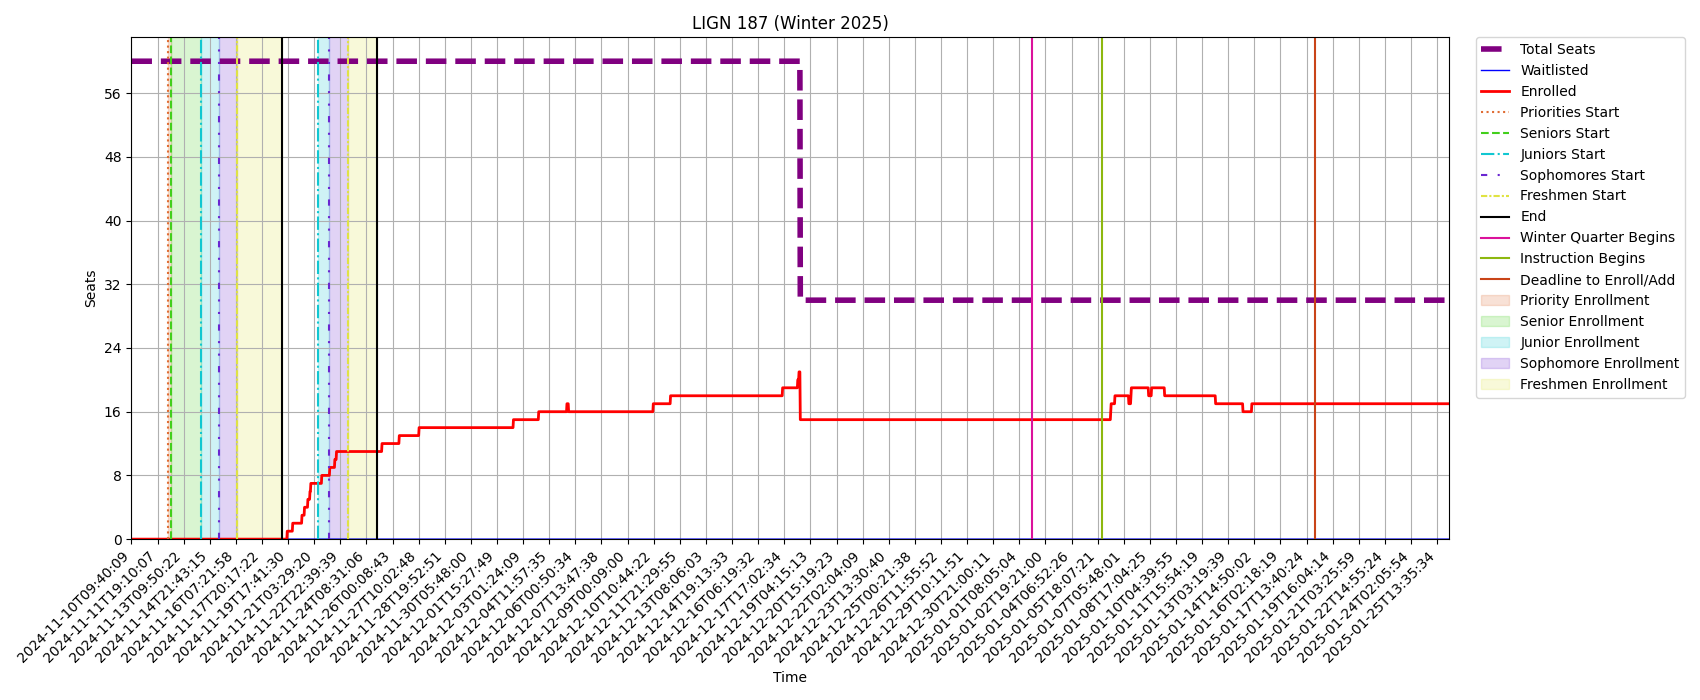 LIGN 187 (Winter 2025)
Seats
56
48
40
32
24
16
8
0
2024-11-10T09:40:09
2024-11-11T19:10:07
2024-11-13T09:50:22
2024-11-14T21:43:15
2024-11-16T07:21:58
2024-11-17T20:17:22
2024-11-19T17:41:30
2024-11-21T03:29:20
2024-11-22T22:39:39
2024-11-24T08:31:06
2024-11-26T00:08:43
2024-11-27T10:02:48
2024-11-28T19:52:51
2024-11-30T05:48:00
2024-12-01T15:27:49
2024-12-03T01:24:09
2024-12-04T11:57:35
2024-12-06T00:50:34
2024-12-07T13:47:38
2024-12-09T00:09:00
2024-12-10T10:44:22
2024-12-11T21:29:55
2024-12-13T08:06:03
2024-12-14T19:13:33
2024-12-16T06:19:32
2024-12-17T17:02:34
2024-12-19T04:15:13
2024-12-20T15:19:23
2024-12-22T02:04:09
2024-12-23T13:30:40
2024-12-25T00:21:38
2024-12-26T11:55:52
2024-12-29T10:11:51
2024-12-30T21:00:11
2025-01-01T08:05:04
2025-01-02T19:21:00
2025-01-04T06:52:26
2025-01-05T18:07:21
2025-01-07T05:48:01
2025-01-08T17:04:25
2025-01-10T04:39:55
2025-01-11T15:54:19
2025-01-13T03:19:39
2025-01-14T14:50:02
2025-01-16T02:18:19
2025-01-17T13:40:24
2025-01-19T16:04:14
2025-01-21T03:25:59
2025-01-22T14:55:24
2025-01-24T02:05:54
2025-01-25T13:35:34
Time
Total Seats
Waitlisted
Enrolled
Priorities Start
Seniors Start
Juniors Start
Sophomores Start
Freshmen Start
End
Winter Quarter Begins
Instruction Begins
Deadline to Enroll/Add
Priority Enrollment
Senior Enrollment
Junior Enrollment
Sophomore Enrollment
Freshmen Enrollment